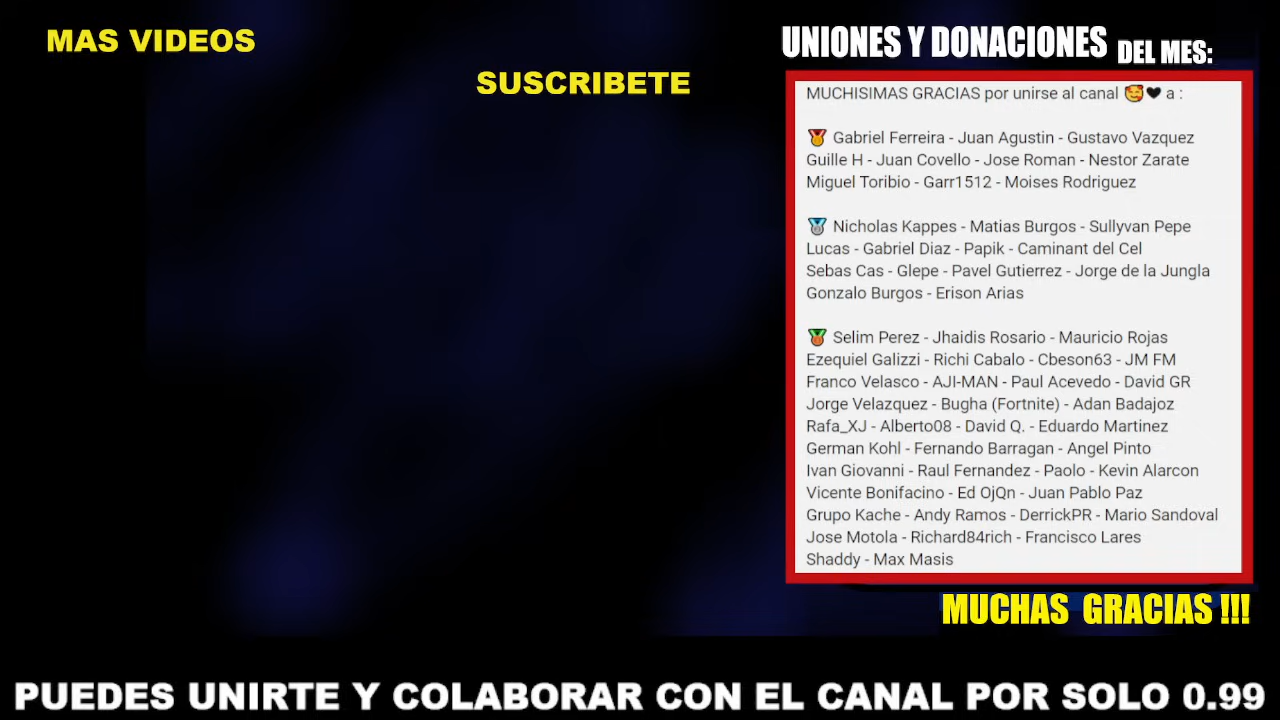 MAS VIDEOS
SUSCRIBETE
UNIONES Y DONACIONES DEL MES:
MUCHISIMAS GRACIAS por unirse al canal 🥰🖤 a :
🥇 Gabriel Ferreira - Juan Agustin - Gustavo Vazquez
Guille H - Juan Covello - Jose Roman - Nestor Zarate
Miguel Toribio - Garr1512 - Moises Rodriguez
🥈 Nicholas Kappes - Matias Burgos - Sullyvan Pepe
Lucas - Gabriel Diaz - Papik - Caminant del Cel
Sebas Cas - Glepe - Pavel Gutierrez - Jorge de la Jungla
Gonzalo Burgos - Erison Arias
🥉 Selim Perez - Jhaidis Rosario - Mauricio Rojas
Ezequiel Galizzi - Richi Cabalo - Cbeson63 - JM FM
Franco Velasco - AJI-MAN - Paul Acevedo - David GR
Jorge Velazquez - Bugha (Fortnite) - Adan Badajoz
Rafa_XJ - Alberto08 - David Q. - Eduardo Martinez
German Kohl - Fernando Barragan - Angel Pinto
Ivan Giovanni - Raul Fernandez - Paolo - Kevin Alarcon
Vicente Bonifacino - Ed OjQn - Juan Pablo Paz
Grupo Kache - Andy Ramos - DerrickPR - Mario Sandoval
Jose Motola - Richard84rich - Francisco Lares
Shaddy - Max Masis
MUCHAS GRACIAS !!!
PUEDES UNIRTE Y COLABORAR CON EL CANAL POR SOLO 0.99